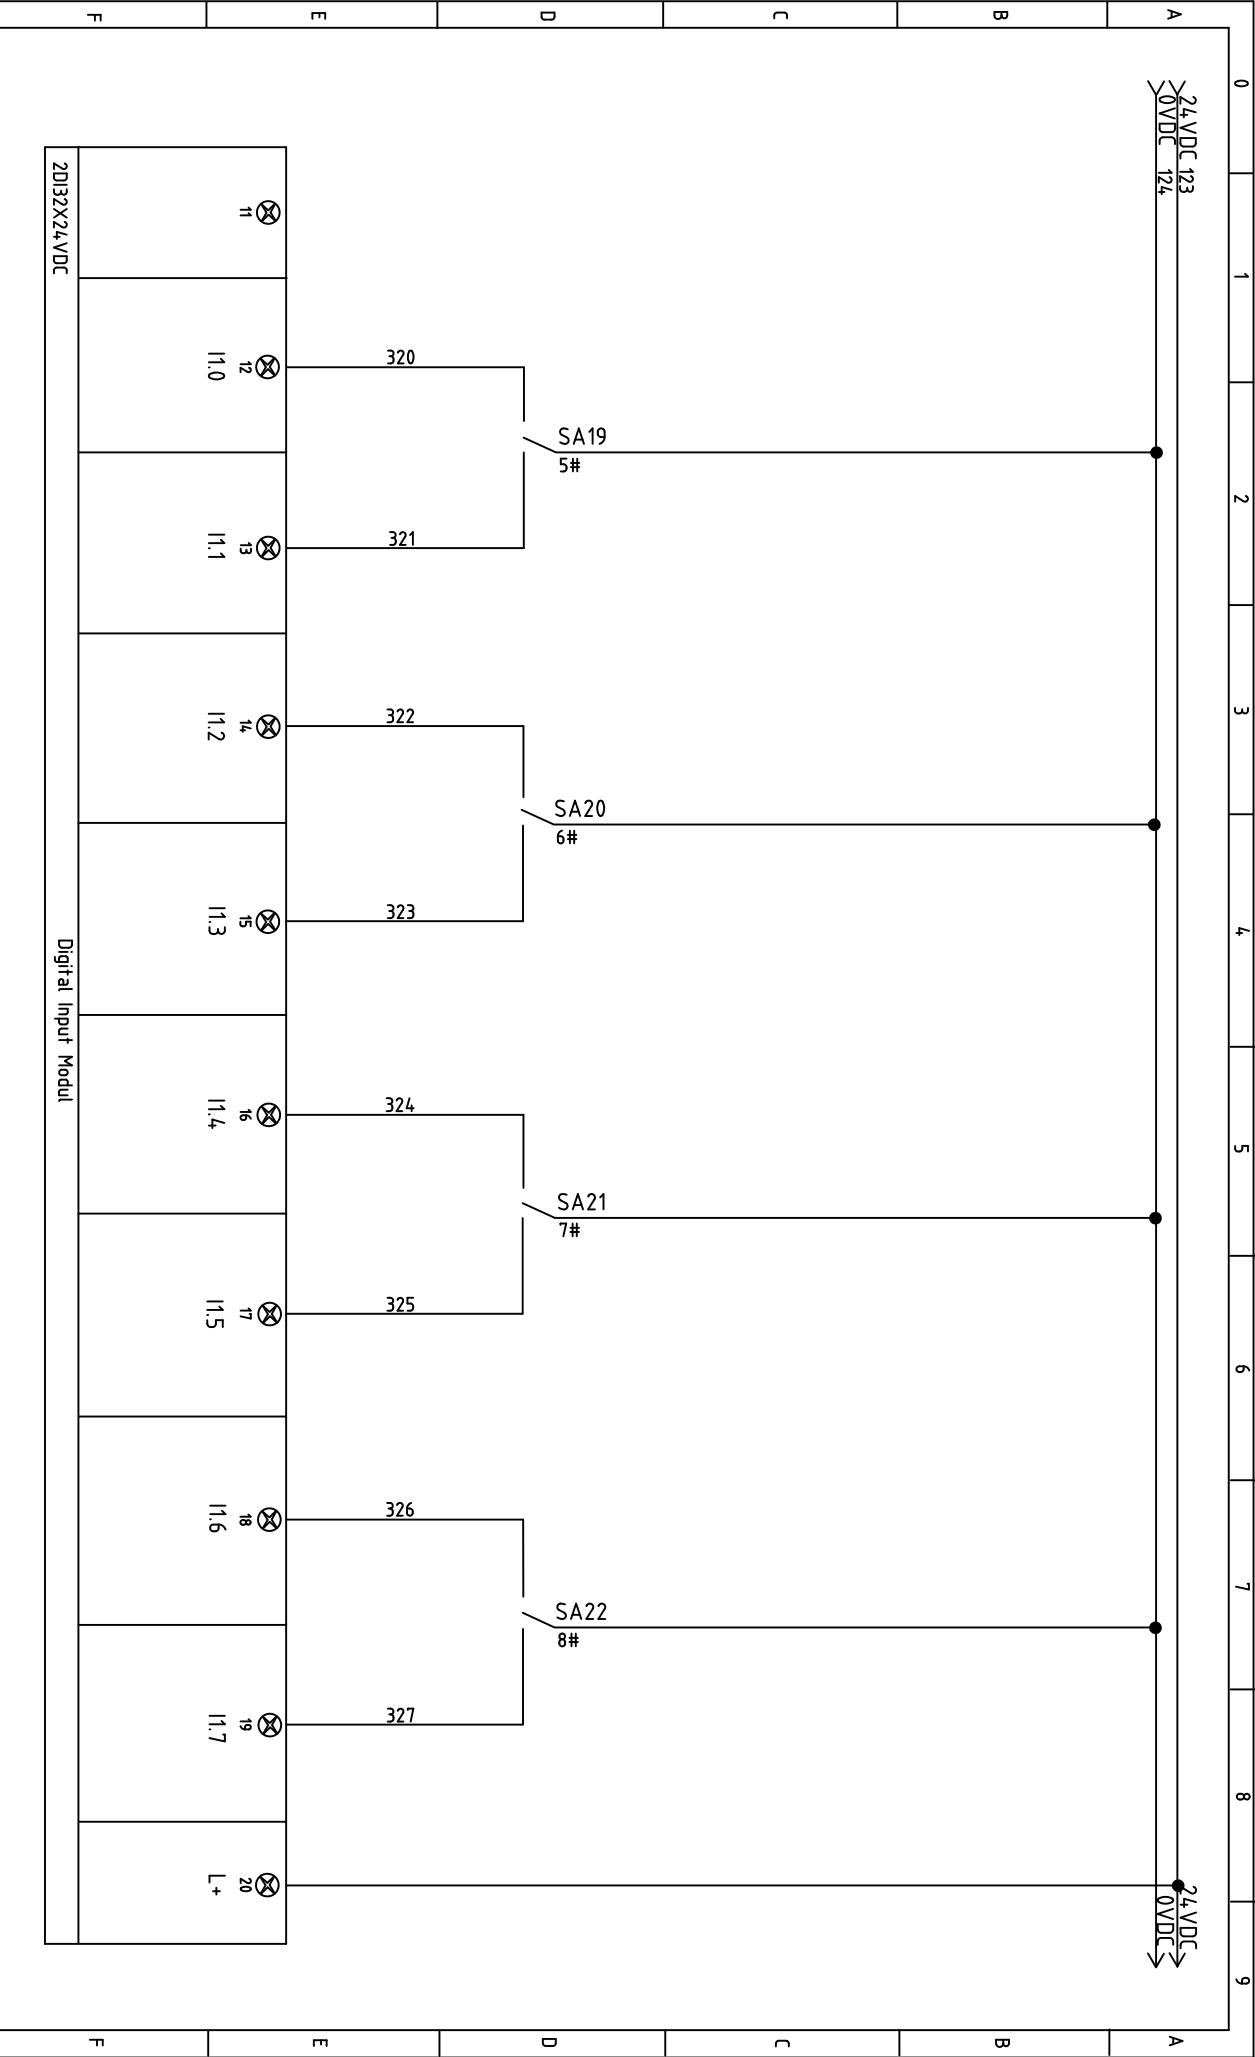 0 1 2 3 4 5 6 7 8 9
A B C D E F
24VDC 123
0VDC 124
24VDC
0VDC
SA19
5#
SA20
6#
SA21
7#
SA22
8#
320 321 322 323 324 325 326 327
11 12 13 14 15 16 17 18 19 20
I1.0 I1.1 I1.2 I1.3 I1.4 I1.5 I1.6 I1.7 L+
2DI32X24VDC
Digital Input Modul
A B C D E F